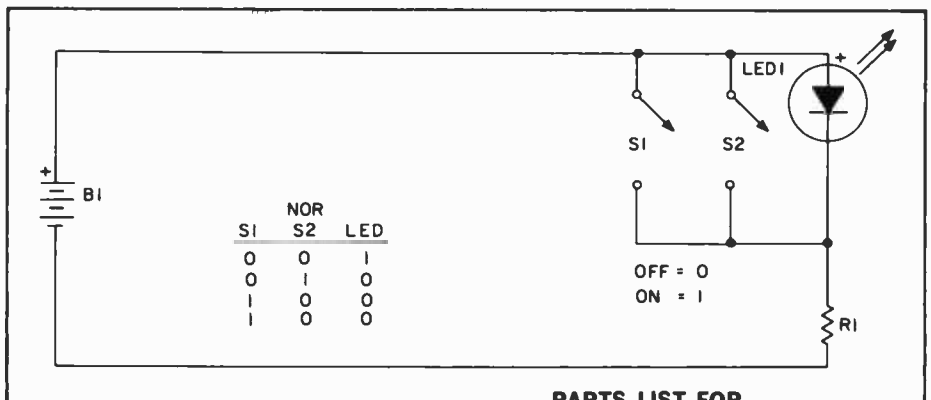 +
LED1
S1
S2
+
B1
NOR
S1 S2 LED
0 0 1
0 1 0
1 0 0
1 0 0
OFF = 0
ON = 1
R1
PARTS LIST FOR